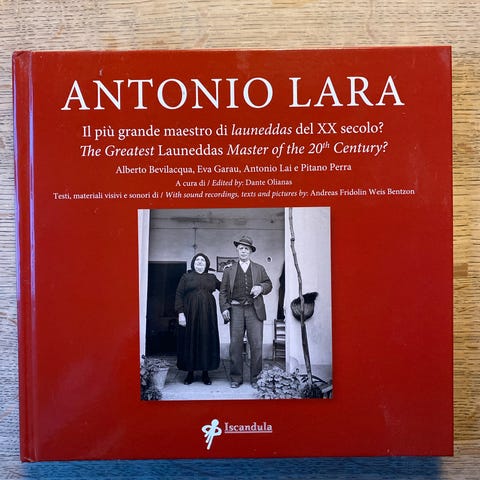 ANTONIO LARA
Il più grande maestro di launeddas del XX secolo?
The Greatest Launeddas Master of the 20th Century?
Alberto Bevilacqua, Eva Garau, Antonio Lai e Pitano Perra
A cura di / Edited by: Dante Olianas
Testi, materiali visivi e sonori di / With sound recordings, texts and pictures by: Andreas Fridolin Weis Bentzon
Iscandula